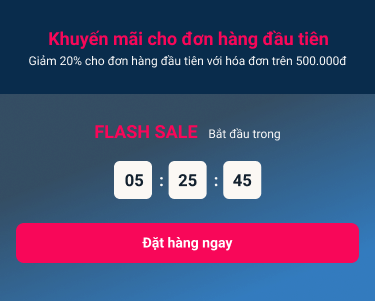 Khuyến mãi cho đơn hàng đầu tiên
Giảm 20% cho đơn hàng đầu tiên với hóa đơn trên 500.000đ
FLASH SALE Bắt đầu trong
05 : 25 : 45
Đặt hàng ngay